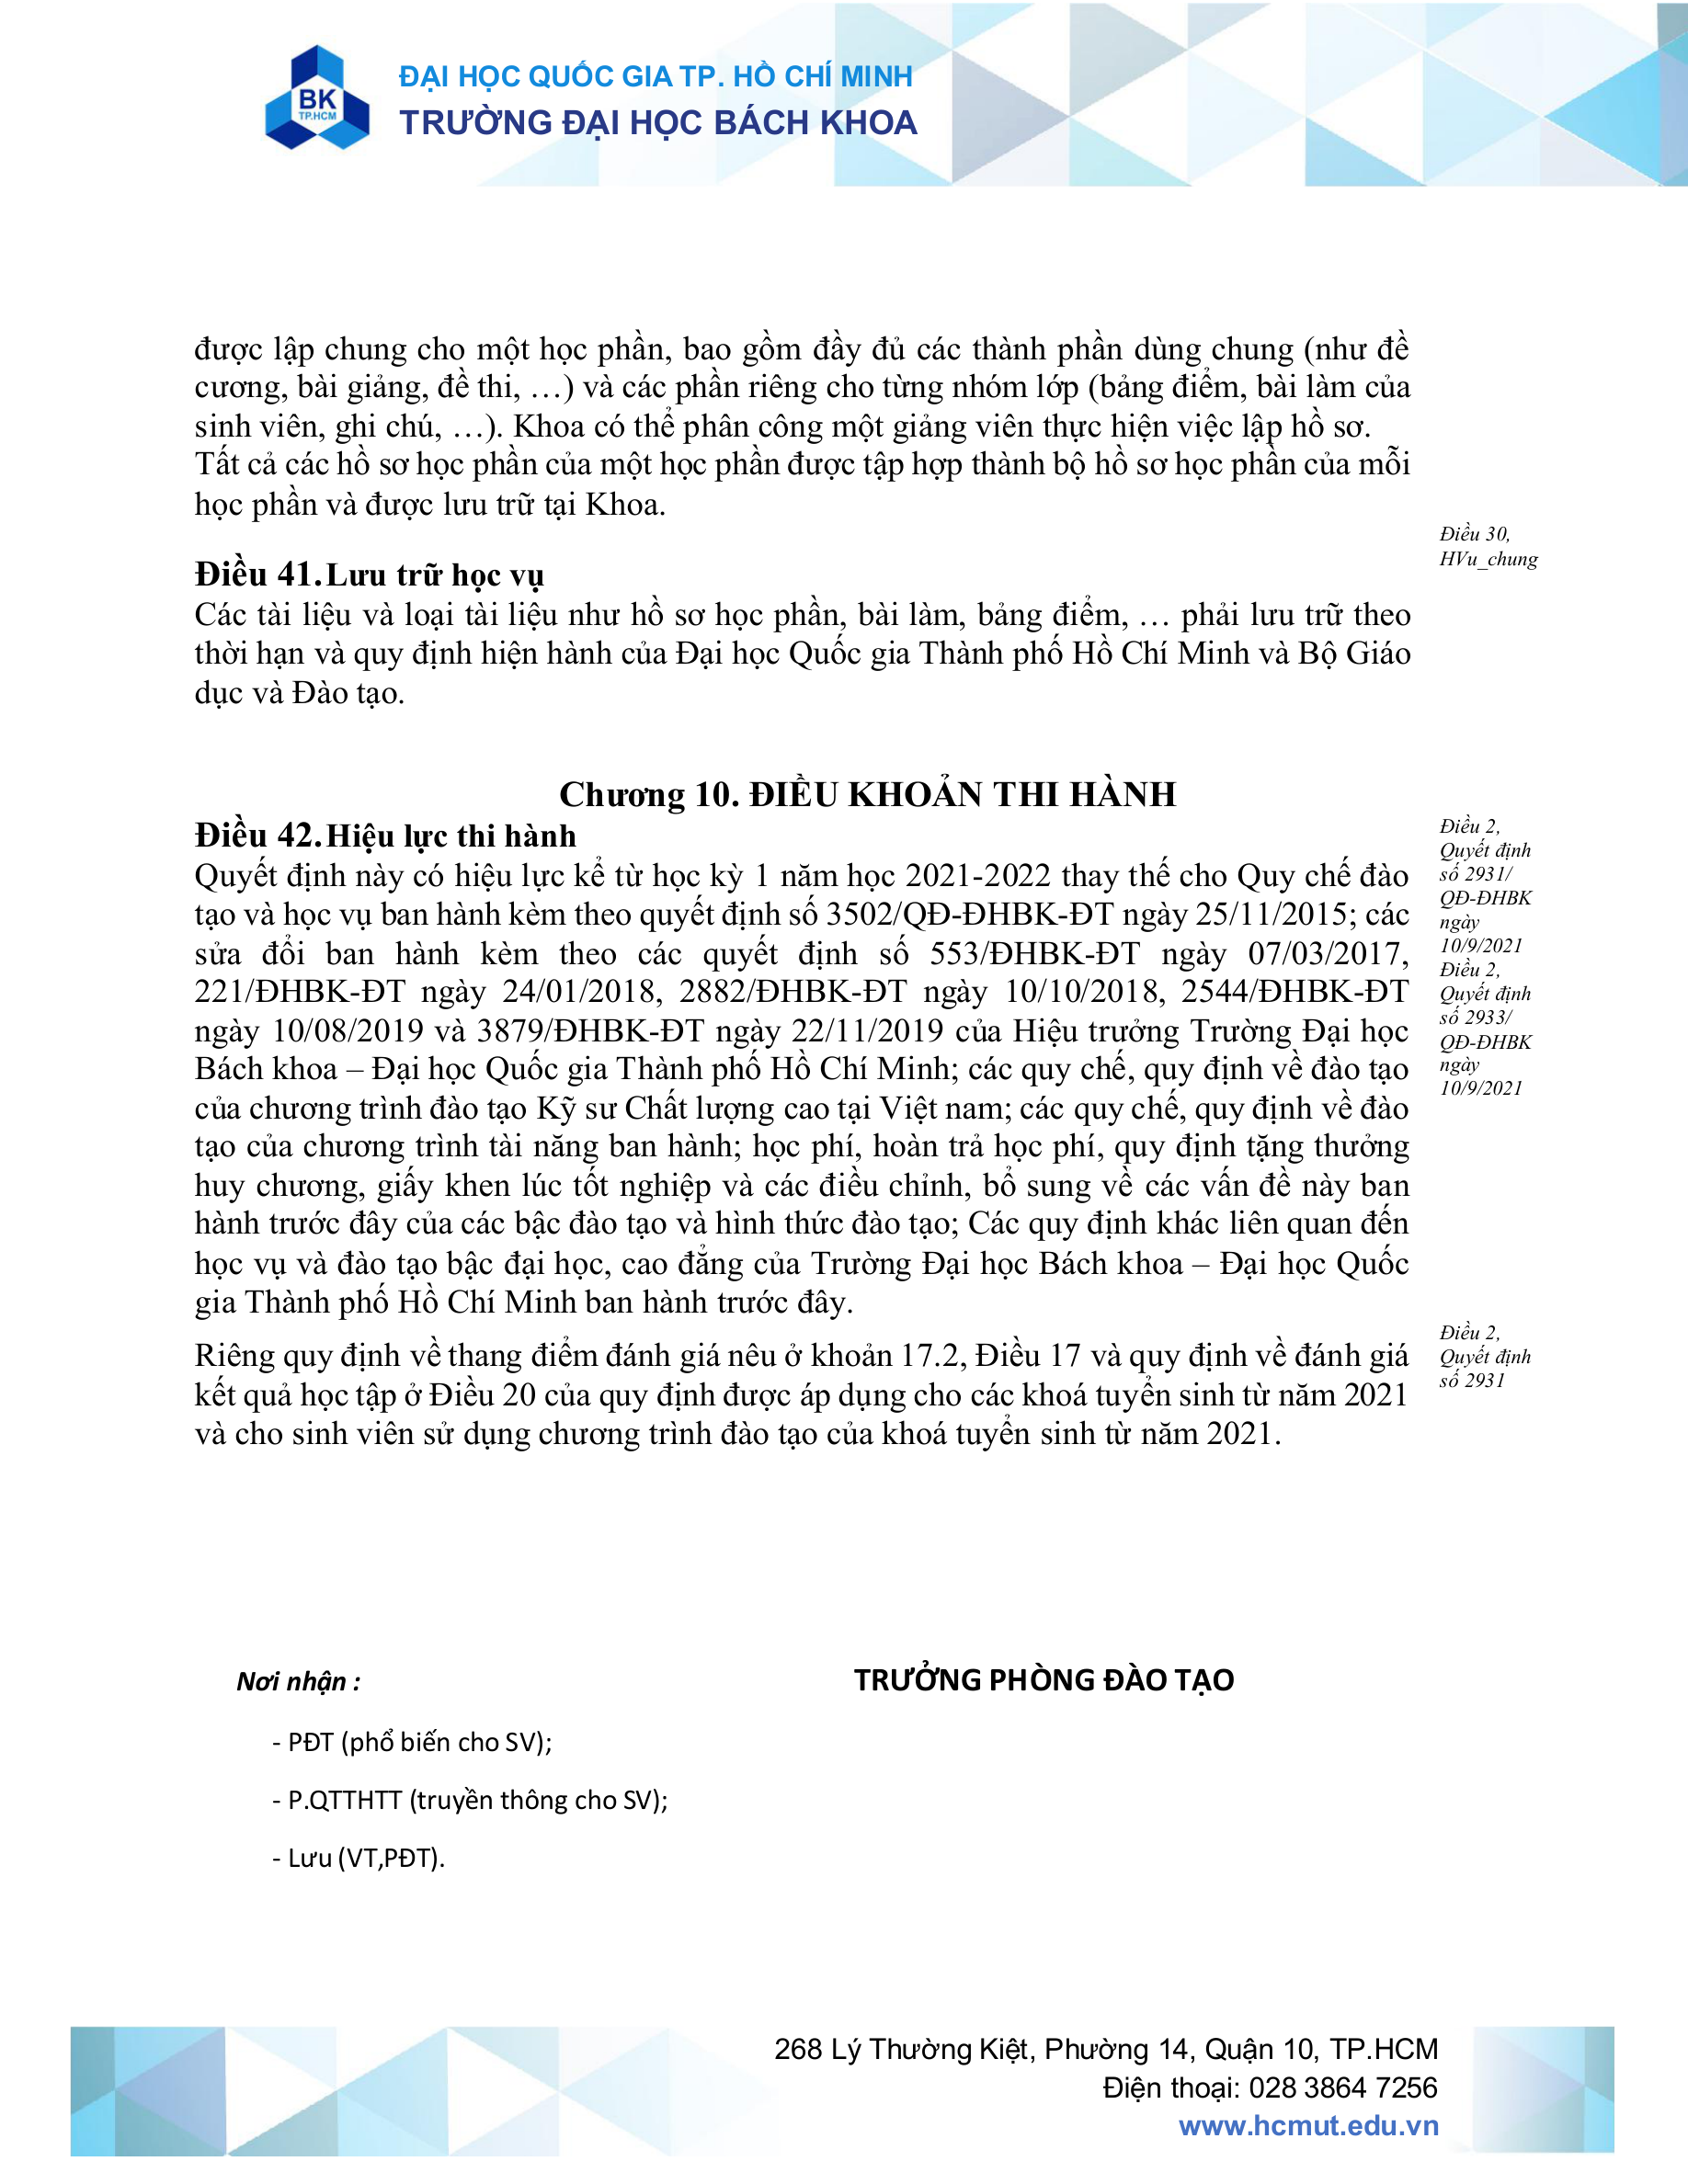 BK
TP.HCM
ĐẠI HỌC QUỐC GIA TP. HỒ CHÍ MINH
TRƯỜNG ĐẠI HỌC BÁCH KHOA
được lập chung cho một học phần, bao gồm đầy đủ các thành phần dùng chung (như đề
cương, bài giảng, đề thi, …) và các phần riêng cho từng nhóm lớp (bảng điểm, bài làm của
sinh viên, ghi chú, …). Khoa có thể phân công một giảng viên thực hiện việc lập hồ sơ.
Tất cả các hồ sơ học phần của một học phần được tập hợp thành bộ hồ sơ học phần của mỗi
học phần và được lưu trữ tại Khoa.
Điều 30,
HVu_chung
Điều 41. Lưu trữ học vụ
Các tài liệu và loại tài liệu như hồ sơ học phần, bài làm, bảng điểm, … phải lưu trữ theo
thời hạn và quy định hiện hành của Đại học Quốc gia Thành phố Hồ Chí Minh và Bộ Giáo
dục và Đào tạo.
Chương 10. ĐIỀU KHOẢN THI HÀNH
Điều 42. Hiệu lực thi hành
Quyết định này có hiệu lực kể từ học kỳ 1 năm học 2021-2022 thay thế cho Quy chế đào
tạo và học vụ ban hành kèm theo quyết định số 3502/QĐ-ĐHBK-ĐT ngày 25/11/2015; các
sửa đổi ban hành kèm theo các quyết định số 553/ĐHBK-ĐT ngày 07/03/2017,
221/ĐHBK-ĐT ngày 24/01/2018, 2882/ĐHBK-ĐT ngày 10/10/2018, 2544/ĐHBK-ĐT
ngày 10/08/2019 và 3879/ĐHBK-ĐT ngày 22/11/2019 của Hiệu trưởng Trường Đại học
Bách khoa – Đại học Quốc gia Thành phố Hồ Chí Minh; các quy chế, quy định về đào tạo
của chương trình đào tạo Kỹ sư Chất lượng cao tại Việt nam; các quy chế, quy định về đào
tạo của chương trình tài năng ban hành; học phí, hoàn trả học phí, quy định tặng thưởng
huy chương, giấy khen lúc tốt nghiệp và các điều chỉnh, bổ sung về các vấn đề này ban
hành trước đây của các bậc đào tạo và hình thức đào tạo; Các quy định khác liên quan đến
học vụ và đào tạo bậc đại học, cao đẳng của Trường Đại học Bách khoa – Đại học Quốc
gia Thành phố Hồ Chí Minh ban hành trước đây.
Điều 2,
Quyết định
số 2931/
QĐ-ĐHBK
ngày
10/9/2021
Điều 2,
Quyết định
số 2933/
QĐ-ĐHBK
ngày
10/9/2021
Riêng quy định về thang điểm đánh giá nêu ở khoản 17.2, Điều 17 và quy định về đánh giá
kết quả học tập ở Điều 20 của quy định được áp dụng cho các khoá tuyển sinh từ năm 2021
và cho sinh viên sử dụng chương trình đào tạo của khoá tuyển sinh từ năm 2021.
Điều 2,
Quyết định
số 2931
Nơi nhận :
TRƯỞNG PHÒNG ĐÀO TẠO
- PĐT (phổ biến cho SV);
- P.QTTHTT (truyền thông cho SV);
- Lưu (VT,PĐT).
268 Lý Thường Kiệt, Phường 14, Quận 10, TP.HCM
Điện thoại: 028 3864 7256
www.hcmut.edu.vn